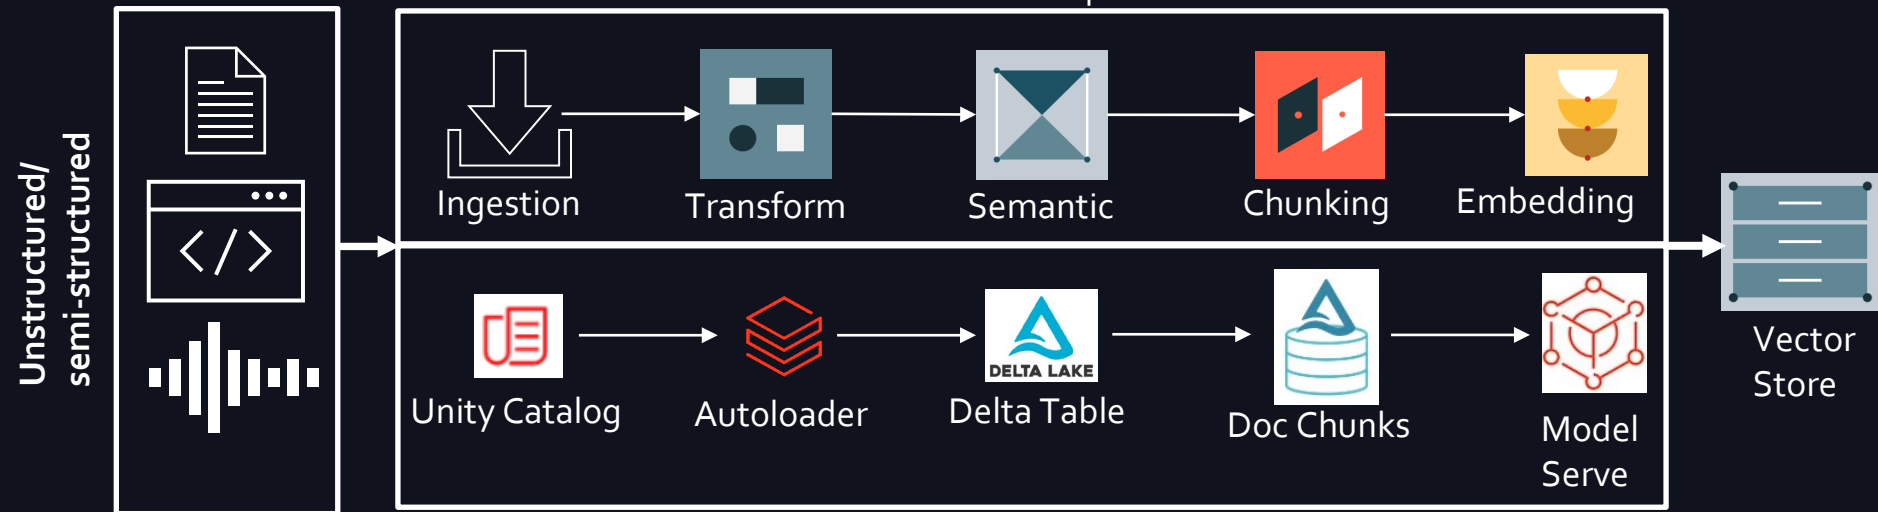 Unstructured/
semi-structured
</>
Ingestion
Transform
Semantic
Chunking
Embedding
Unity Catalog
Autoloader
DELTA LAKE
Delta Table
Doc Chunks
Model
Serve
Vector
Store